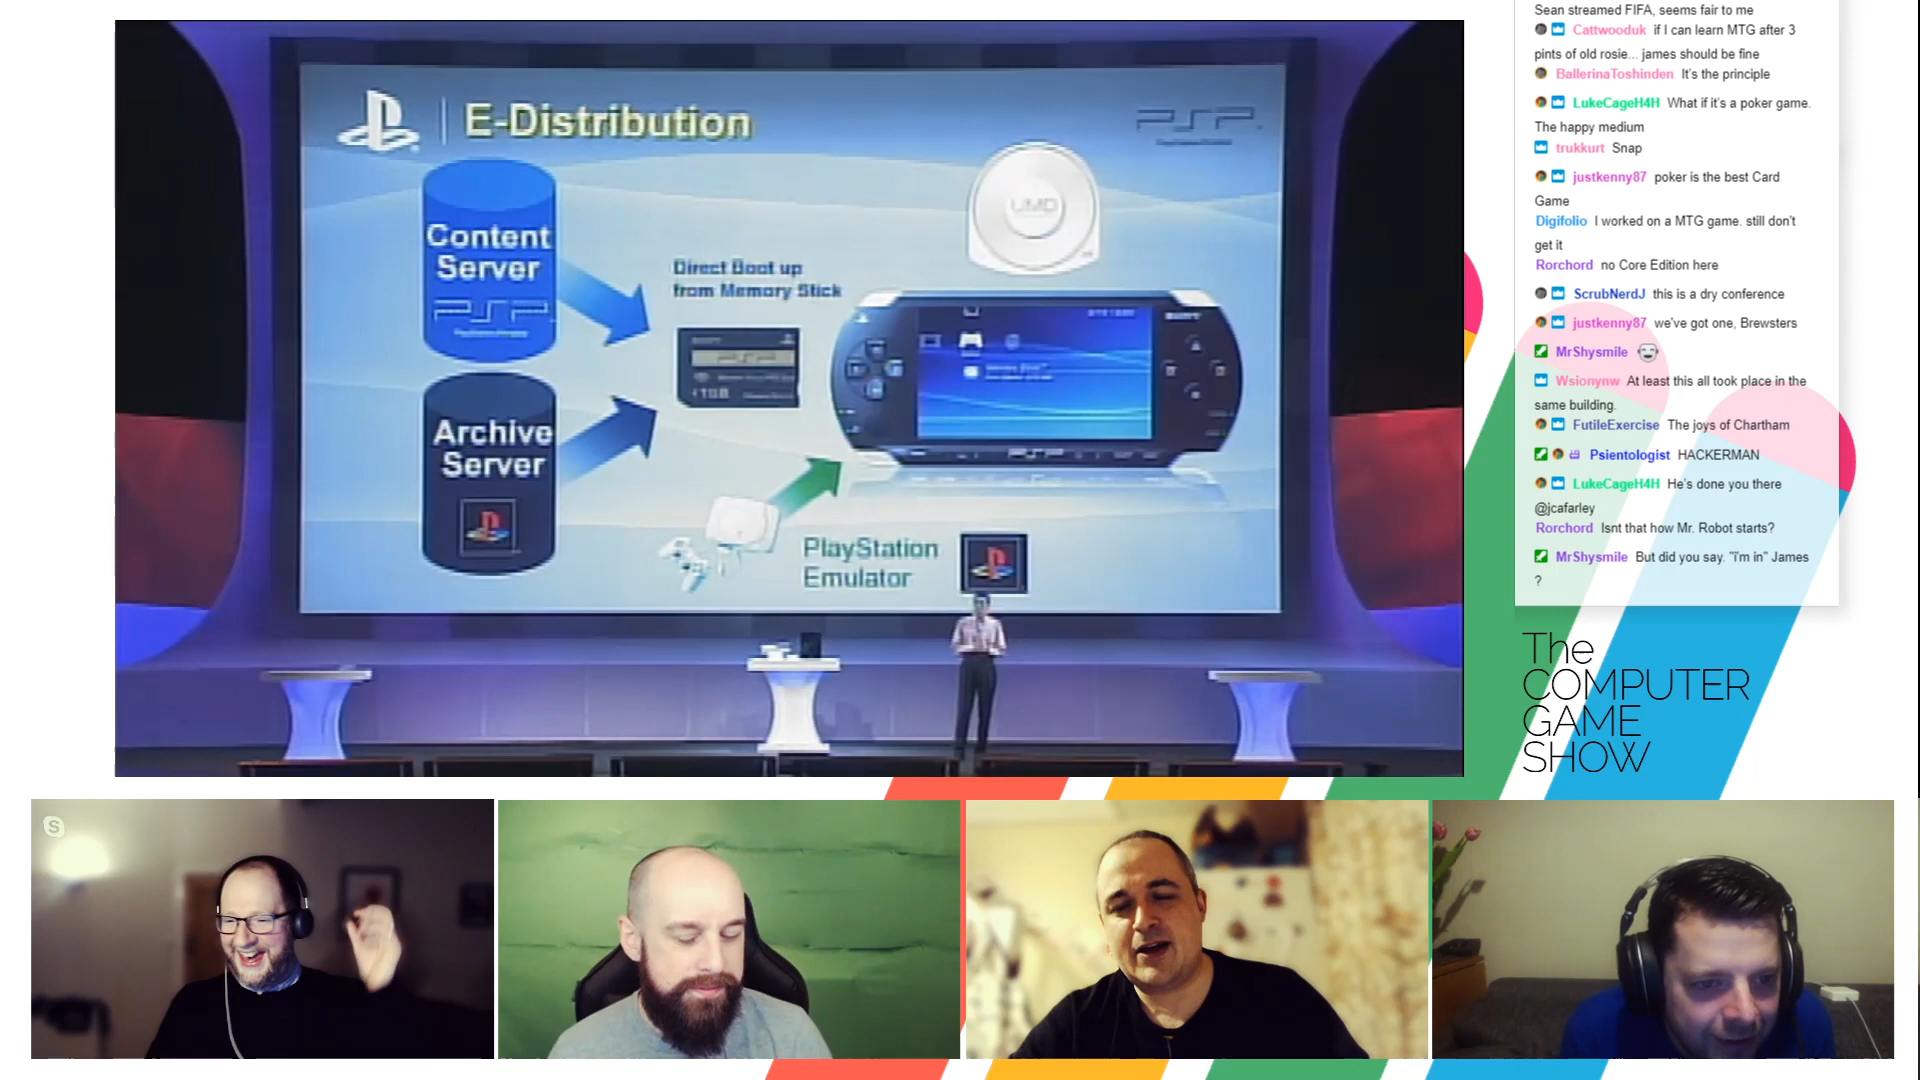 E-Distribution
PSP
Content
Server
PSP
Direct Boot up
from Memory Stick
UMD
SONY
PSP
Archive
Server
PlayStation
Emulator
Sean streamed FIFA, seems fair to me
Cattwooduk if I can learn MTG after 3
pints of old rosie... james should be fine
BallerinaToshinden It's the principle
LukeCageH4H What if it's a poker game.
The happy medium
trukkurt Snap
justkenny87 poker is the best Card
Game
Digifolio I worked on a MTG game. still don't
get it
Rorchord no Core Edition here
ScrubNerdJ this is a dry conference
justkenny87 we've got one, Brewsters
MrShysmile
Wsionynw At least this all took place in the
same building.
FutileExercise The joys of Chartham
Psientologist HACKERMAN
LukeCageH4H He's done you there
@jcafarley
Rorchord Isnt that how Mr. Robot starts?
MrShysmile But did you say. "i'm in" James
?
The
COMPUTER
GAME
SHOW
S